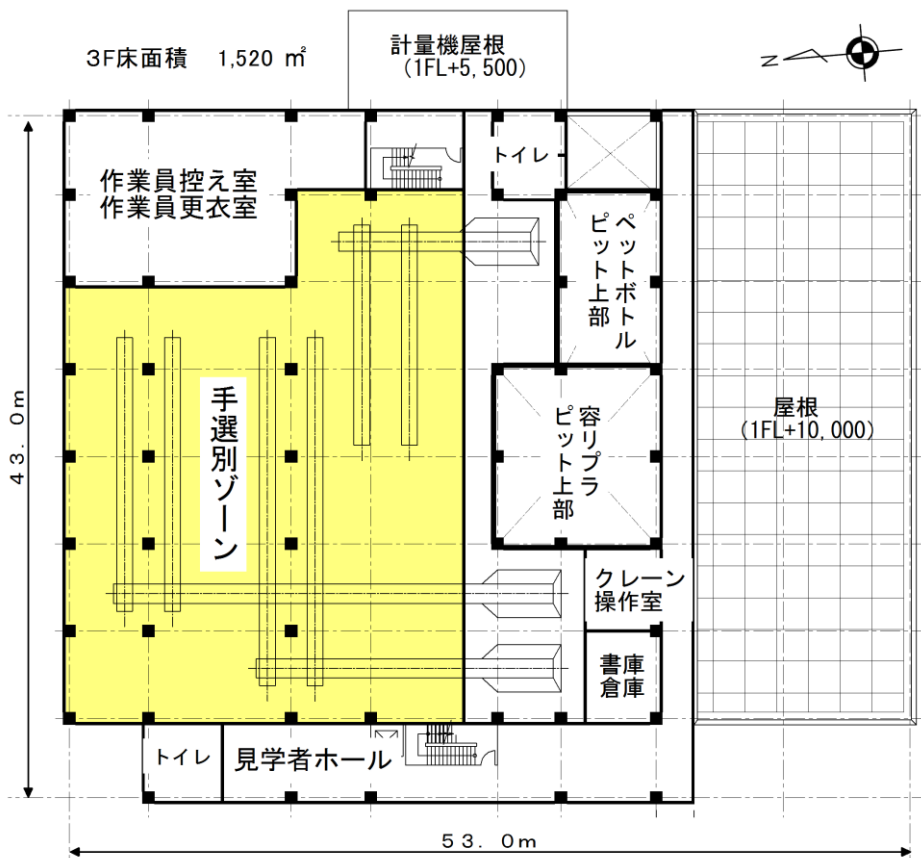 3F床面積 1,520 ㎡
計量機屋根
(1FL+5,500)
N
作業員控え室
作業員更衣室
トイレ
ペットボトル
ピット上部
手選別ゾーン
容リプラ
ピット上部
屋根
(1FL+10,000)
43.0m
クレーン
操作室
書庫
倉庫
トイレ
見学者ホール
53.0m